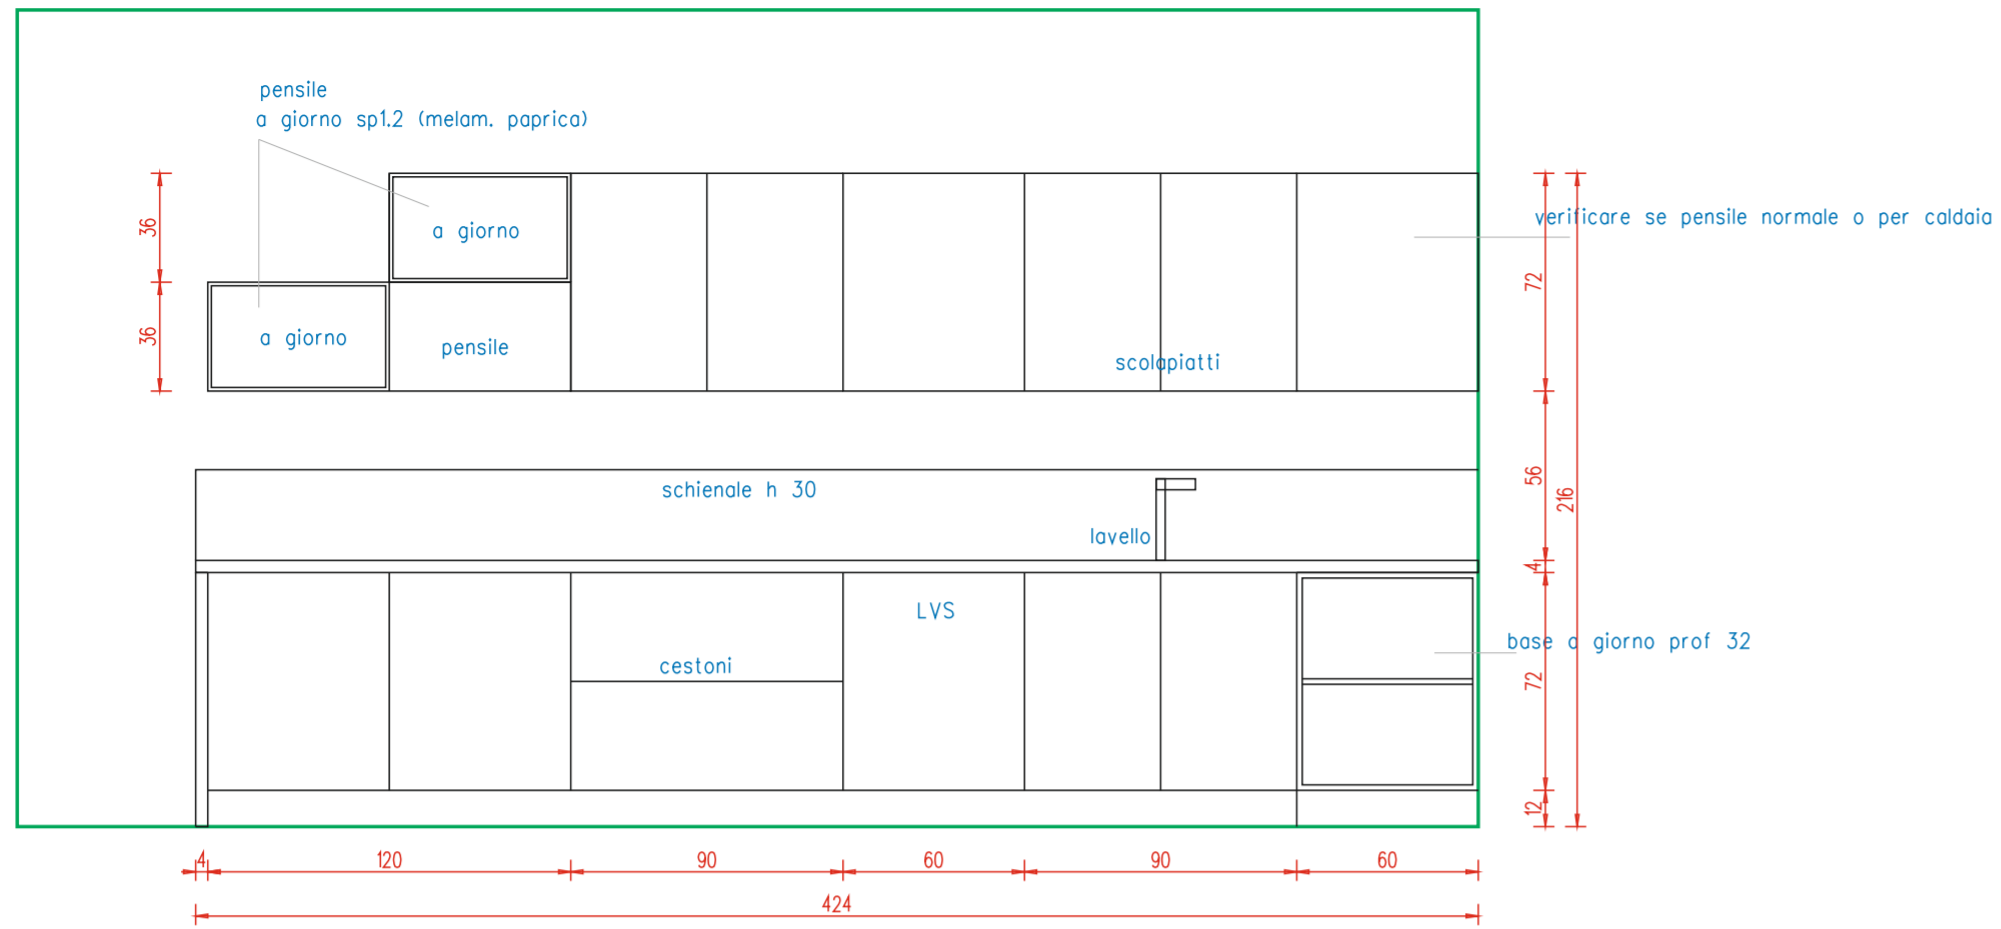 pensile
a giorno sp1.2 (melam. paprica)
verificare se pensile normale o per caldaia
36
a giorno
72
36
a giorno
pensile
scolapiatti
schienale h 30
56
216
lavello
4
LVS
base a giorno prof 32
cestoni
72
12
4
120
90
60
90
60
424